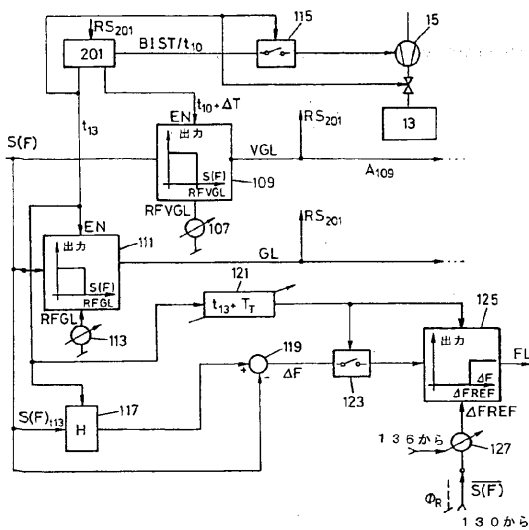 115
15
RS201
201
BIST/t10
t13
t10+ΔT
13
S(F)
EN
出力
VGL
RS201
S(F)
RFVGL
A109
109
RFVGL
107
EN
111
出力
RS201
GL
S(F)
RFGL
RFGL
113
121
t13+TT
125
119
出力
FL
+
-
ΔF
ΔF
ΔFREF
123
117
S(F)t13
H
ΔFREF
136から
127
ΦR
S(F)
130から